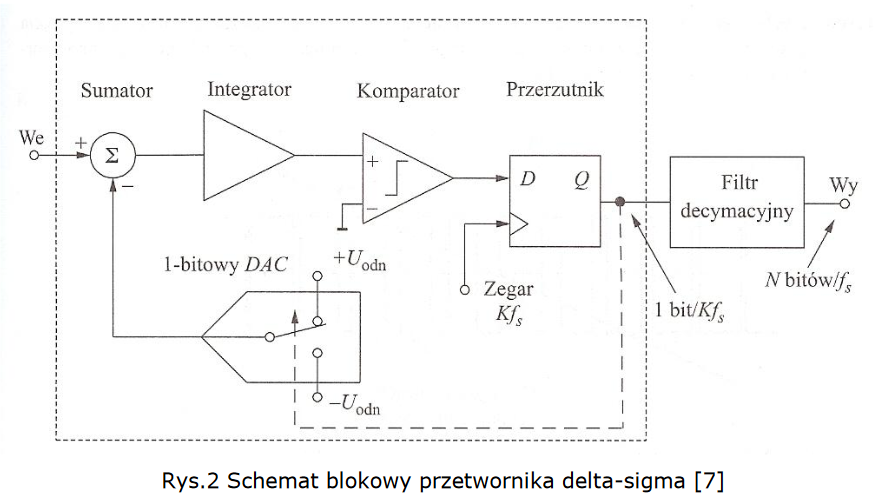 Sumator
Integrator
Komparator
Przerzutnik
We
+
Σ
−
+
−
D
Q
Filtr
decymacyjny
Wy
1-bitowy DAC
+Uodn
Zegar
Kfs
1 bit/Kfs
N bitów/fs
−Uodn
Rys.2 Schemat blokowy przetwornika delta-sigma [7]